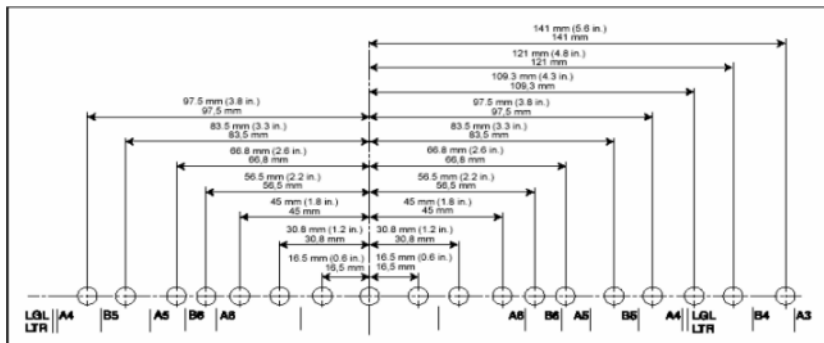 141 mm (5.6 in.)
141 mm
121 mm (4.8 in.)
121 mm
109.3 mm (4.3 in.)
109,3 mm
97.5 mm (3.8 in.)
97,5 mm
97.5 mm (3.8 in.)
97,5 mm
83.5 mm (3.3 in.)
83,5 mm
83.5 mm (3.3 in.)
83,5 mm
66.8 mm (2.6 in.)
66,8 mm
66.8 mm (2.6 in.)
66,8 mm
56.5 mm (2.2 in.)
56,5 mm
56.5 mm (2.2 in.)
56,5 mm
45 mm (1.8 in.)
45 mm
45 mm (1.8 in.)
45 mm
30.8 mm (1.2 in.)
30,8 mm
30.8 mm (1.2 in.)
30,8 mm
16.5 mm (0.6 in.)
16,5 mm
16.5 mm (0.6 in.)
16,5 mm
LGL A4 B5 A5 B6 A6 A6 B6 A5 B5 A4 LGL B4 A3
LTR LTR